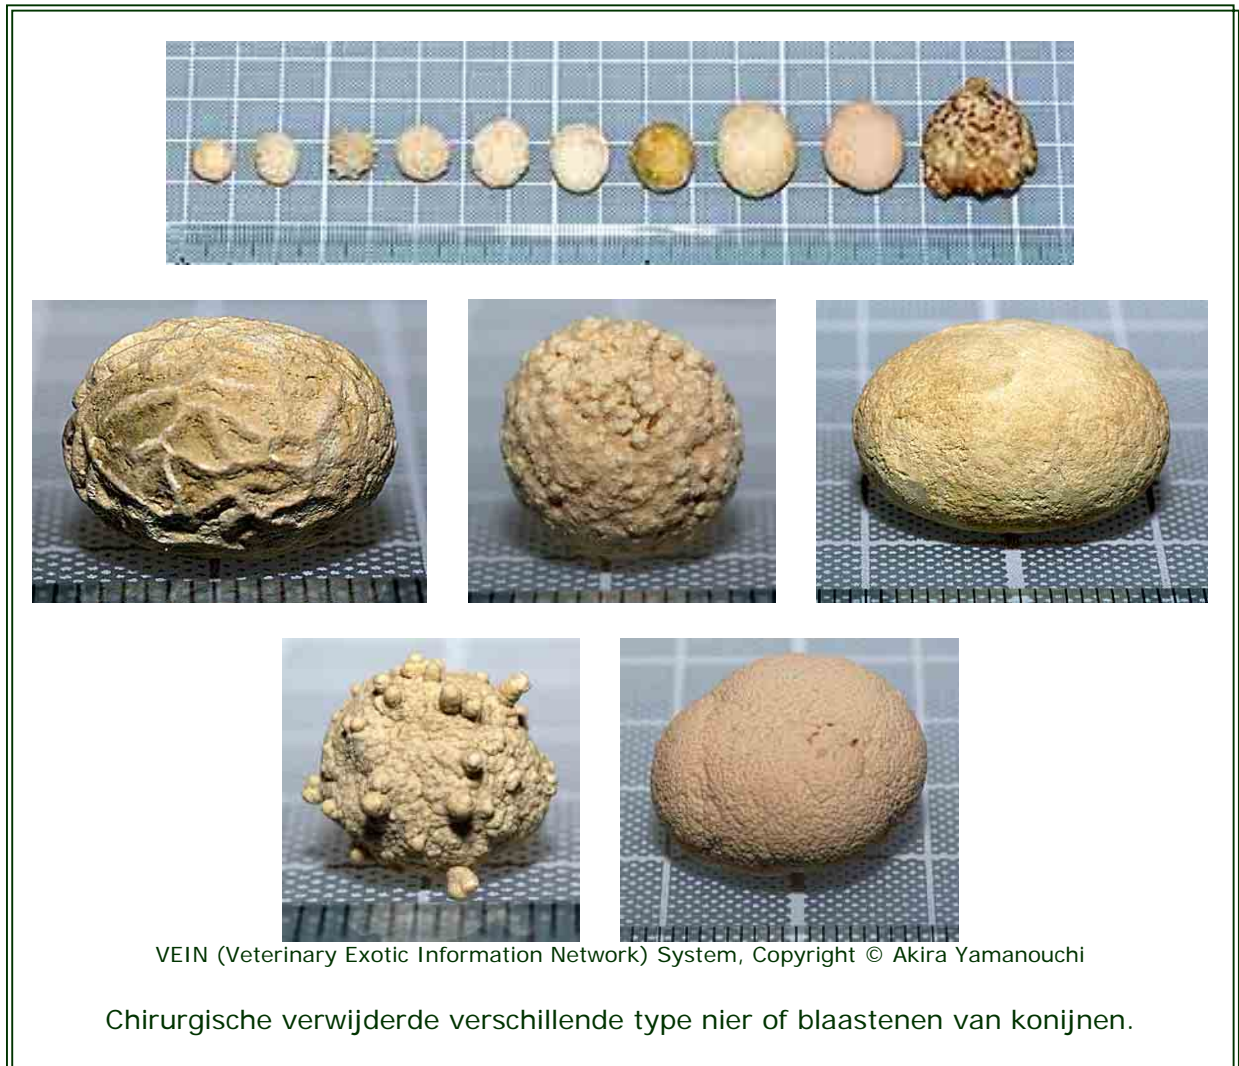 VEIN (Veterinary Exotic Information Network) System, Copyright © Akira Yamanouchi
Chirurgische verwijderde verschillende type nier of blaastenen van konijnen.